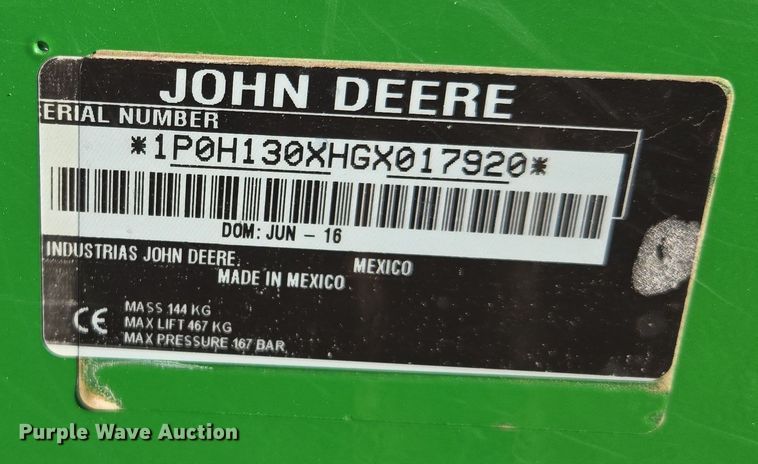 JOHN DEERE
ERIAL NUMBER
*1P0H130XHGX017920*
DOM: JUN - 16
INDUSTRIAS JOHN DEERE. MEXICO
MADE IN MEXICO
CE
MASS 144 KG
MAX LIFT 467 KG
MAX PRESSURE 167 BAR
Purple Wave Auction